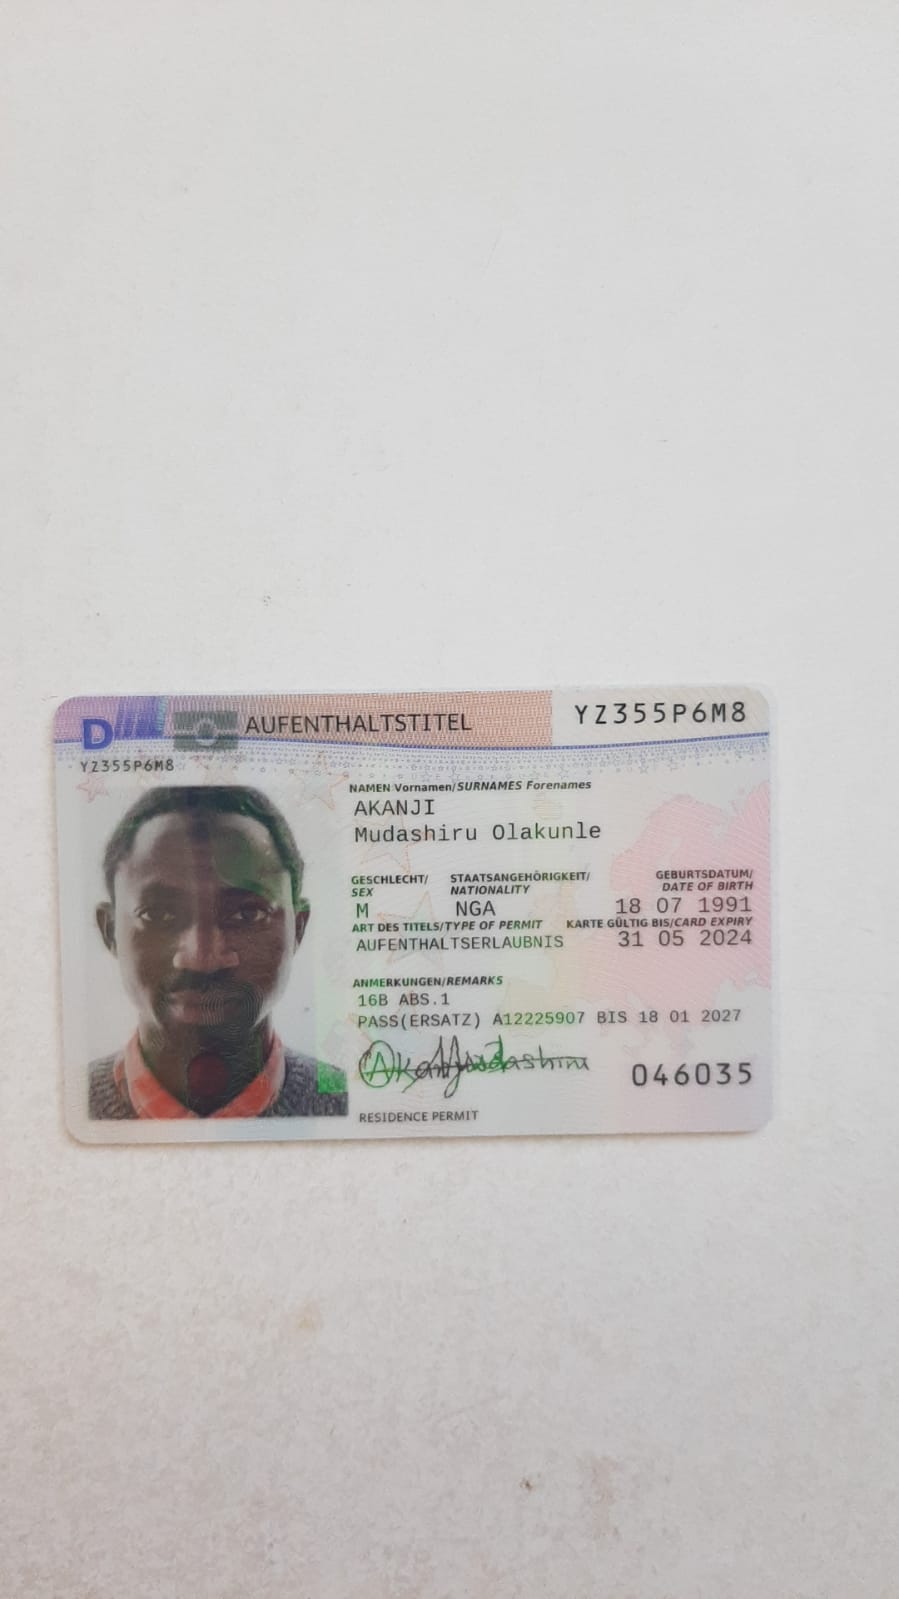 D
AUFENTHALTSTITEL
YZ355P6M8
YZ355P6M8
NAMEN Vornamen/SURNAMES Forenames
AKANJI
Mudashiru Olakunle
GESCHLECHT/
SEX
STAATSANGEHÖRIGKEIT/
NATIONALITY
GEBURTSDATUM/
DATE OF BIRTH
M NGA 18 07 1991
ART DES TITELS/TYPE OF PERMIT KARTE GÜLTIG BIS/CARD EXPIRY
AUFENTHALTSERLAUBNIS 31 05 2024
ANMERKUNGEN/REMARKS
16B ABS.1
PASS(ERSATZ) A12225907 BIS 18 01 2027
046035
RESIDENCE PERMIT